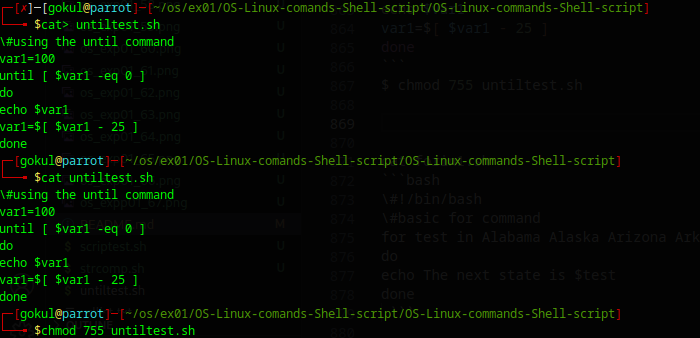 ┌─[✗]─[gokul@parrot]─[~/os/ex01/OS-Linux-comands-Shell-script/OS-Linux-comands-Shell-script]
└──╼ $cat> untiltest.sh
\#using the until command
var1=100
until [ $var1 -eq 0 ]
do
echo $var1
var1=$[ $var1 - 25 ]
done
┌─[gokul@parrot]─[~/os/ex01/OS-Linux-comands-Shell-script/OS-Linux-comands-Shell-script]
└──╼ $cat untiltest.sh
\#using the until command
var1=100
until [ $var1 -eq 0 ]
do
echo $var1
var1=$[ $var1 - 25 ]
done
┌─[gokul@parrot]─[~/os/ex01/OS-Linux-comands-Shell-script/OS-Linux-comands-Shell-script]
└──╼ $chmod 755 untiltest.sh
os_exp01_62.png
os_exp01_63.png
os_exp01_64.png
scriptest.sh
strcomp.sh
untiltest.sh
864 var1=$[ $var1 - 25 ]
865 done
866 ```
867 $ chmod 755 untiltest.sh
868
869
870
872 ```bash
873 \#!/bin/bash
874 \#basic for command
875 for test in Alabama Alaska Arizona Ark
876 do
877 echo The next state is $test
878 done
880